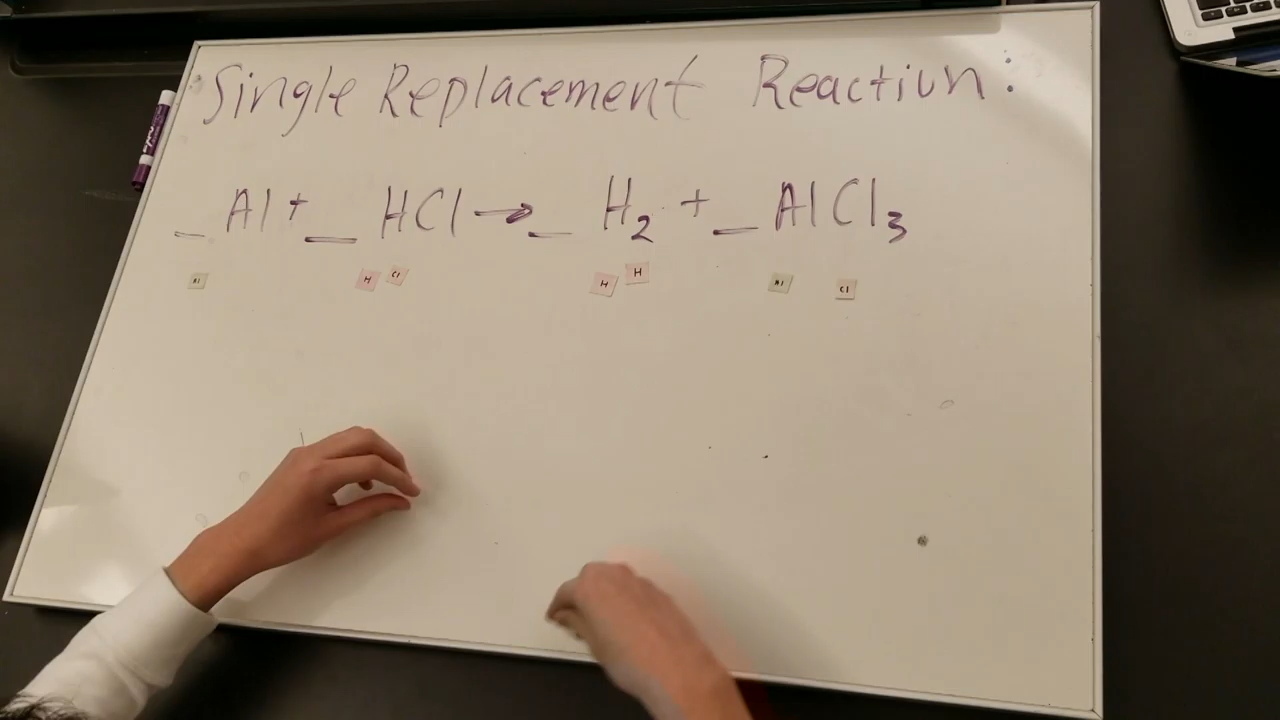 Single Replacement Reaction:
_ Al + _ HCl → _ H₂ + _ AlCl₃
Al H Cl H H Al Cl